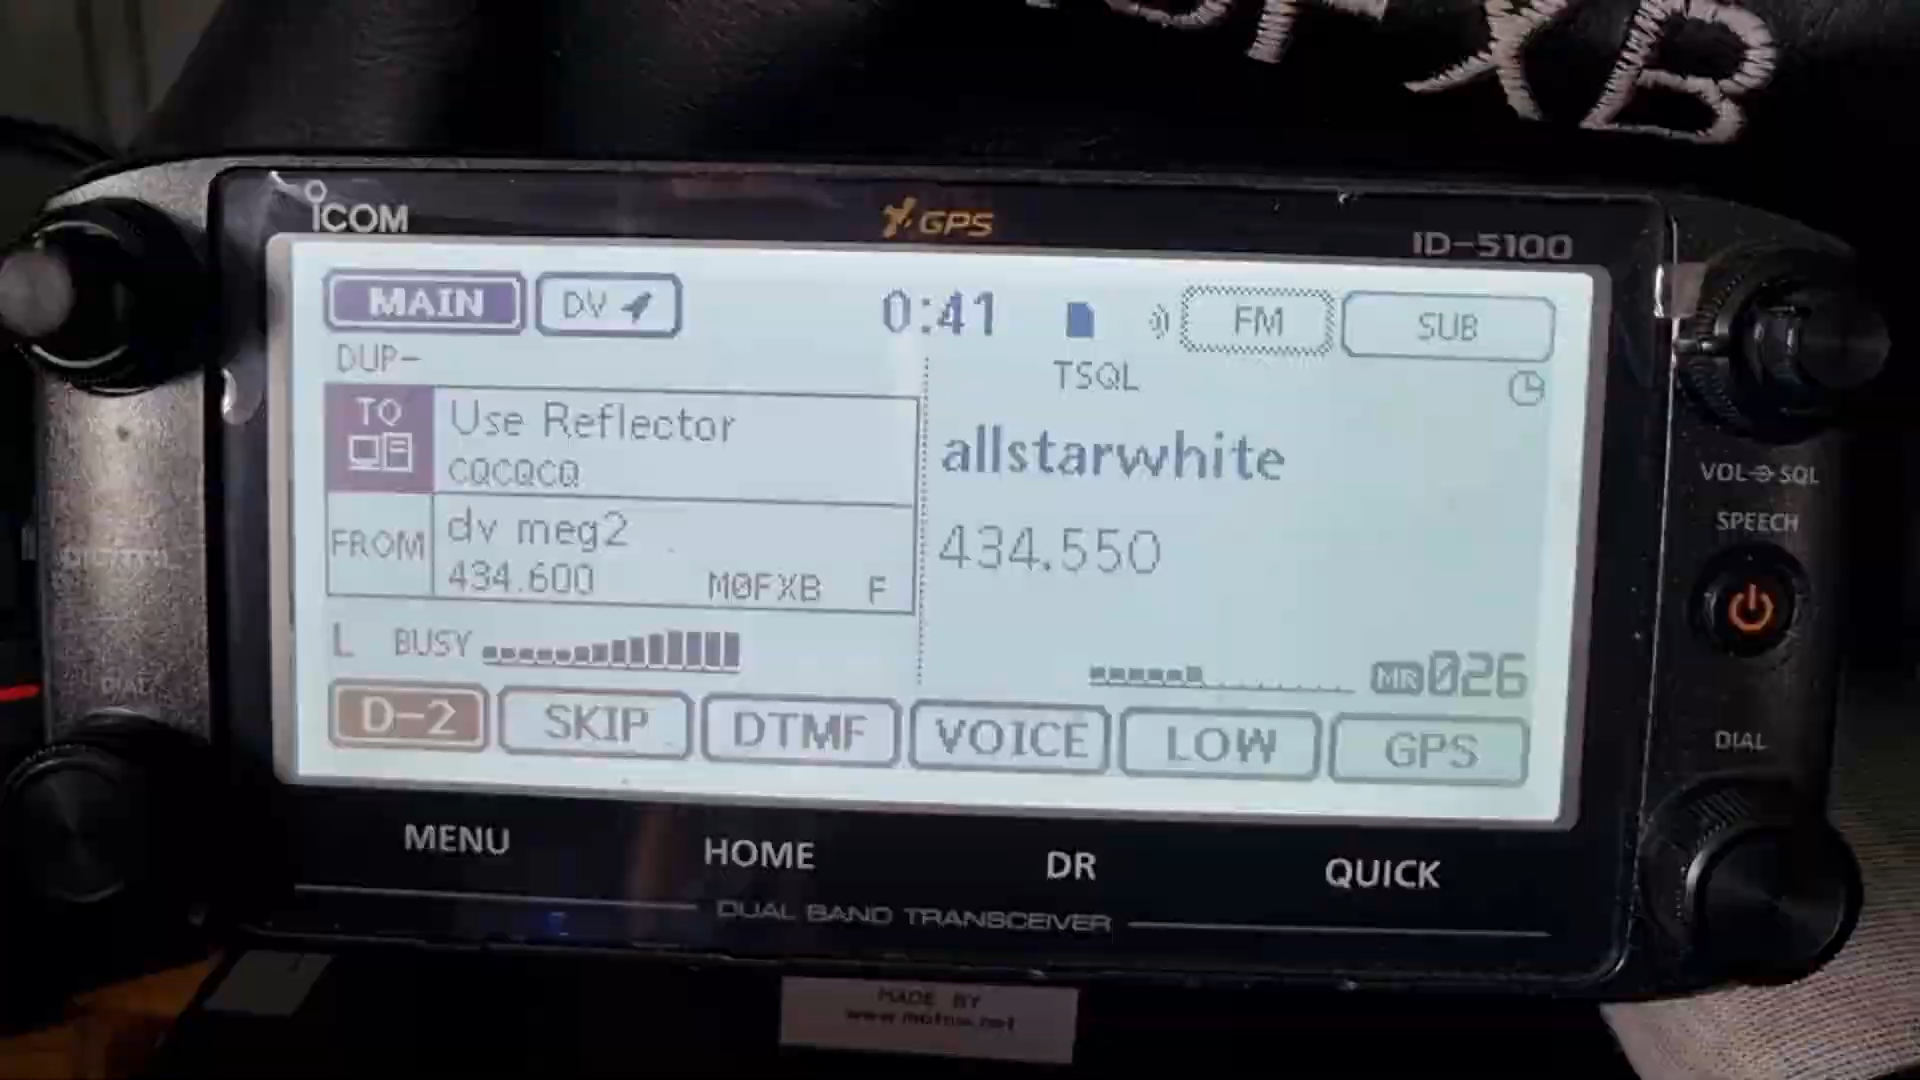 XB
ICOM
GPS
ID-5100
MAIN
DV
0:41
FM
SUB
DUP-
TSQL
TO
Use Reflector
CQCQCQ
allstarwhite
FROM
dv meg2
434.600
M0FXB
F
434.550
L
BUSY
MR 026
D-2
SKIP
DTMF
VOICE
LOW
GPS
VOL SQL
SPEECH
DIAL
DIAL
MENU
HOME
DR
QUICK
DUAL BAND TRANSCEIVER
MADE BY